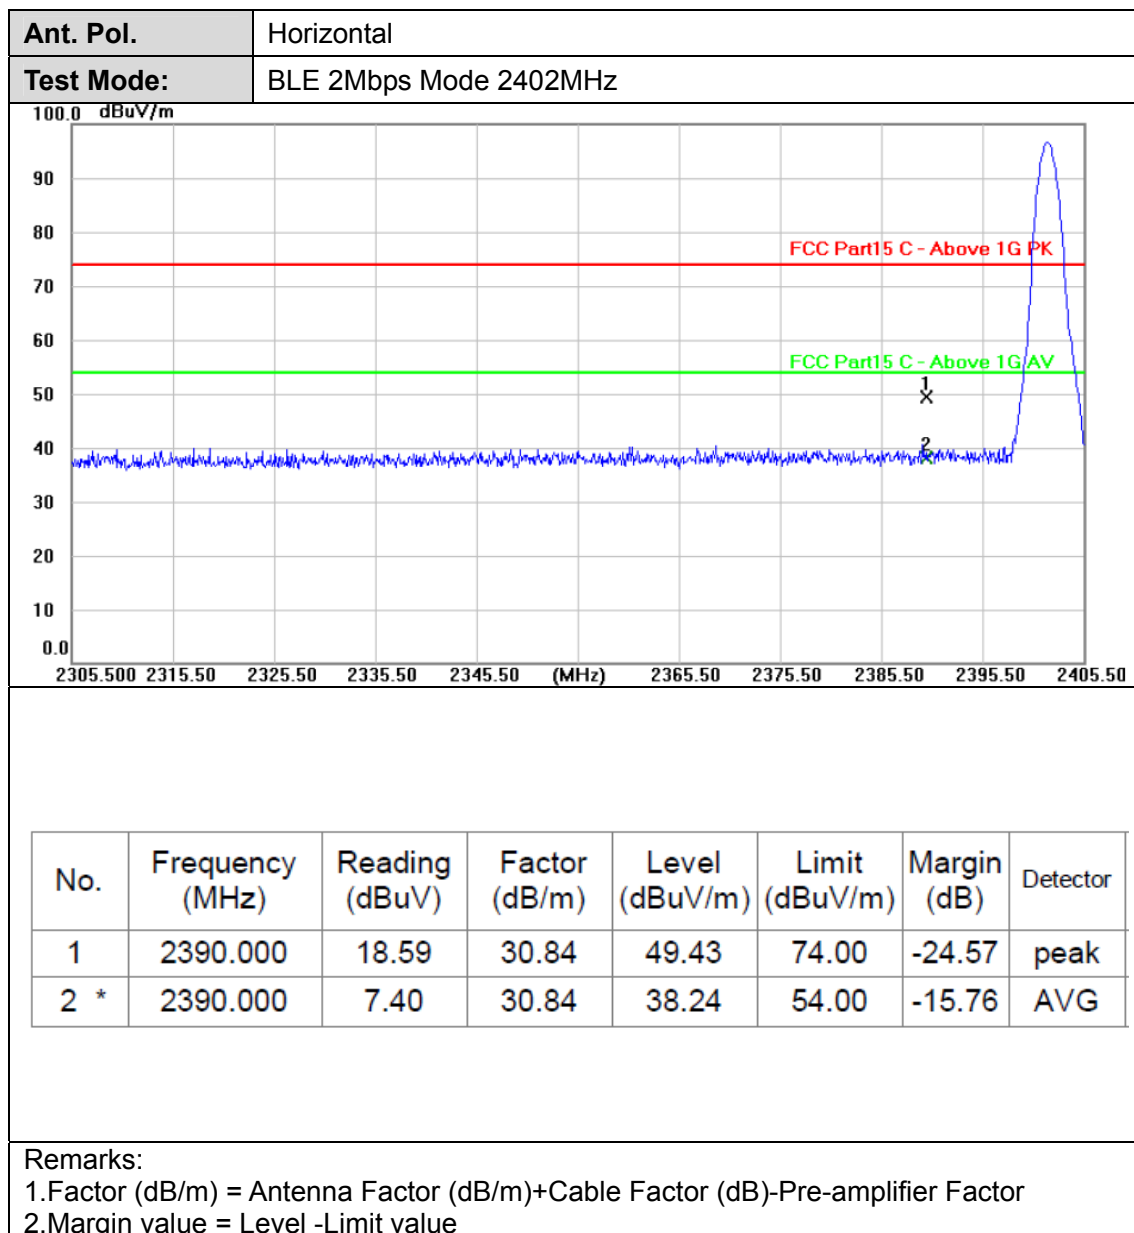 Ant. Pol. Horizontal
Test Mode: BLE 2Mbps Mode 2402MHz
100.0 dBuV/m
90
80
FCC Part15 C - Above 1G PK
70
60
FCC Part15 C - Above 1G AV
50
1
40
2
30
20
10
0.0
2305.500 2315.50 2325.50 2335.50 2345.50 (MHz) 2365.50 2375.50 2385.50 2395.50 2405.50
No. Frequency (MHz) Reading (dBuV) Factor (dB/m) Level (dBuV/m) Limit (dBuV/m) Margin (dB) Detector
1 2390.000 18.59 30.84 49.43 74.00 -24.57 peak
2 * 2390.000 7.40 30.84 38.24 54.00 -15.76 AVG
Remarks:
1.Factor (dB/m) = Antenna Factor (dB/m)+Cable Factor (dB)-Pre-amplifier Factor
2.Margin value = Level -Limit value